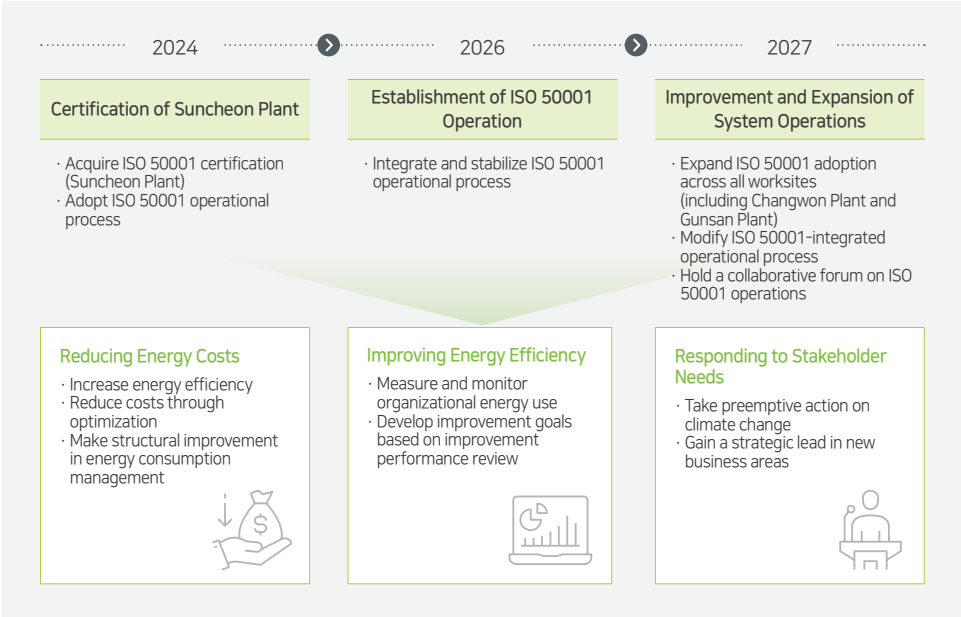 2024
2026
2027
Certification of Suncheon Plant
Establishment of ISO 50001
Operation
Improvement and Expansion of
System Operations
· Acquire ISO 50001 certification
(Suncheon Plant)
· Adopt ISO 50001 operational
process
· Integrate and stabilize ISO 50001
operational process
· Expand ISO 50001 adoption
across all worksites
(including Changwon Plant and
Gunsan Plant)
· Modify ISO 50001-integrated
operational process
· Hold a collaborative forum on ISO
50001 operations
Reducing Energy Costs
· Increase energy efficiency
· Reduce costs through
optimization
· Make structural improvement
in energy consumption
management
$
Improving Energy Efficiency
· Measure and monitor
organizational energy use
· Develop improvement goals
based on improvement
performance review
Responding to Stakeholder
Needs
· Take preemptive action on
climate change
· Gain a strategic lead in new
business areas